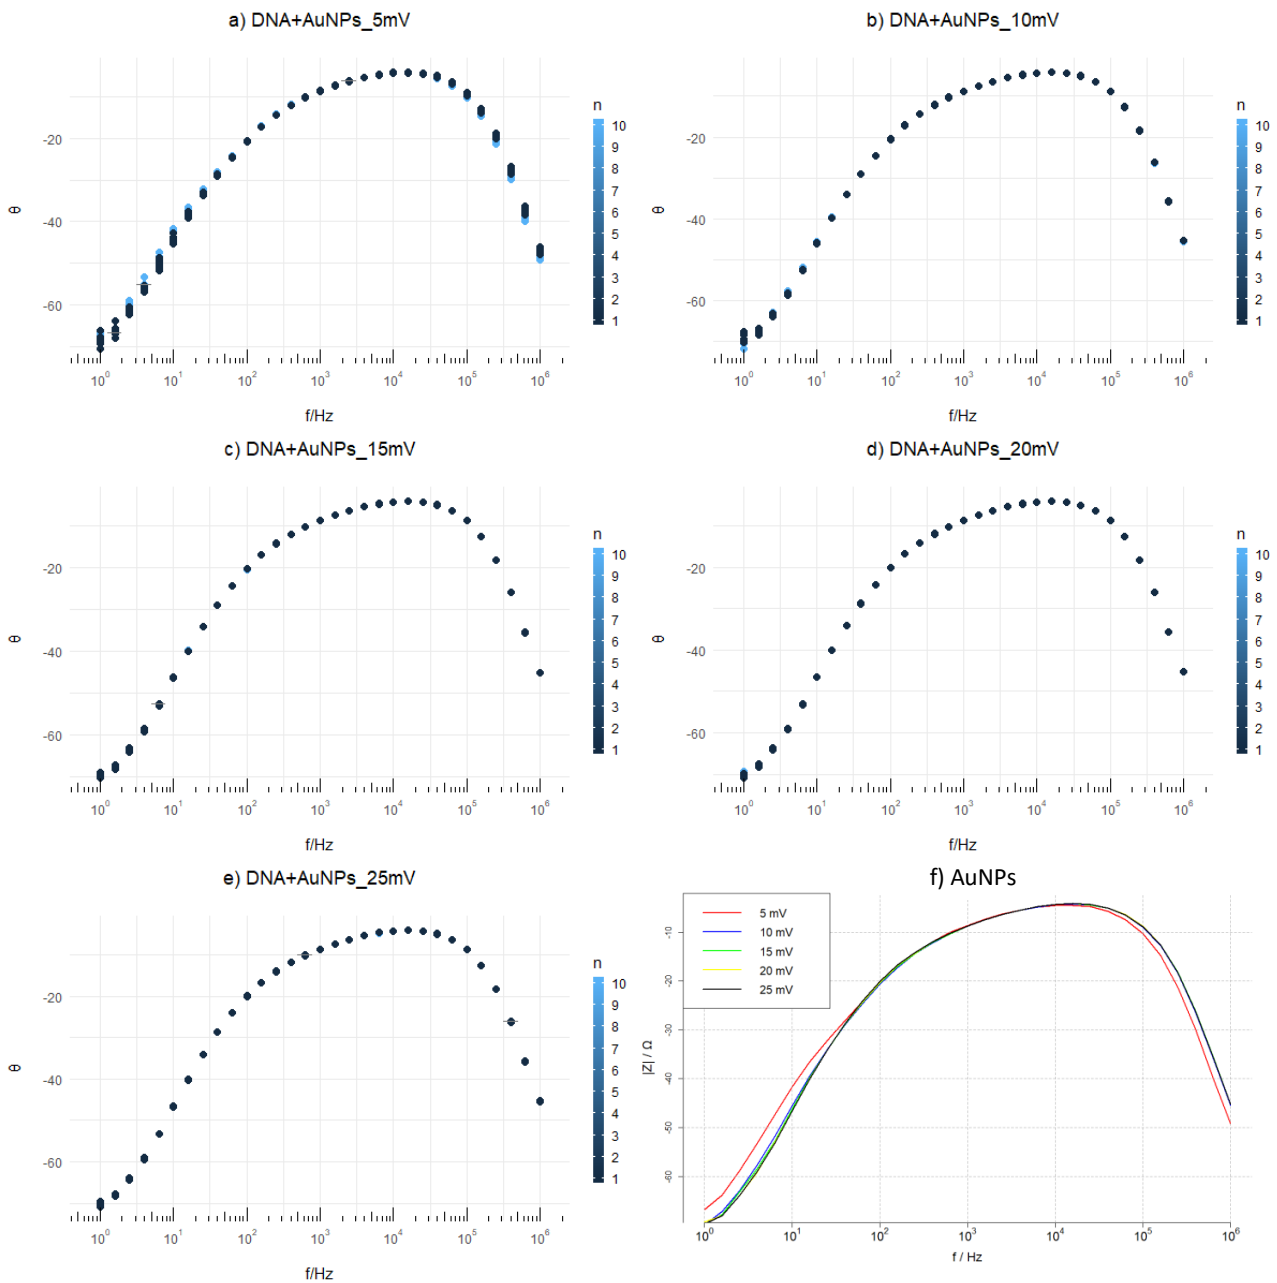 a) DNA+AuNPs_5mV
-20
-40
-60
θ
10⁰ 10¹ 10² 10³ 10⁴ 10⁵ 10⁶
f/Hz
n
10
9
8
7
6
5
4
3
2
1
b) DNA+AuNPs_10mV
-20
-40
-60
θ
10⁰ 10¹ 10² 10³ 10⁴ 10⁵ 10⁶
f/Hz
n
10
9
8
7
6
5
4
3
2
1
c) DNA+AuNPs_15mV
-20
-40
-60
θ
10⁰ 10¹ 10² 10³ 10⁴ 10⁵ 10⁶
f/Hz
n
10
9
8
7
6
5
4
3
2
1
d) DNA+AuNPs_20mV
-20
-40
-60
θ
10⁰ 10¹ 10² 10³ 10⁴ 10⁵ 10⁶
f/Hz
n
10
9
8
7
6
5
4
3
2
1
e) DNA+AuNPs_25mV
-20
-40
-60
θ
10⁰ 10¹ 10² 10³ 10⁴ 10⁵ 10⁶
f/Hz
n
10
9
8
7
6
5
4
3
2
1
f) AuNPs
5 mV
10 mV
15 mV
20 mV
25 mV
-10
-20
-30
-40
-50
-60
|Z| / Ω
10⁰ 10¹ 10² 10³ 10⁴ 10⁵ 10⁶
f / Hz